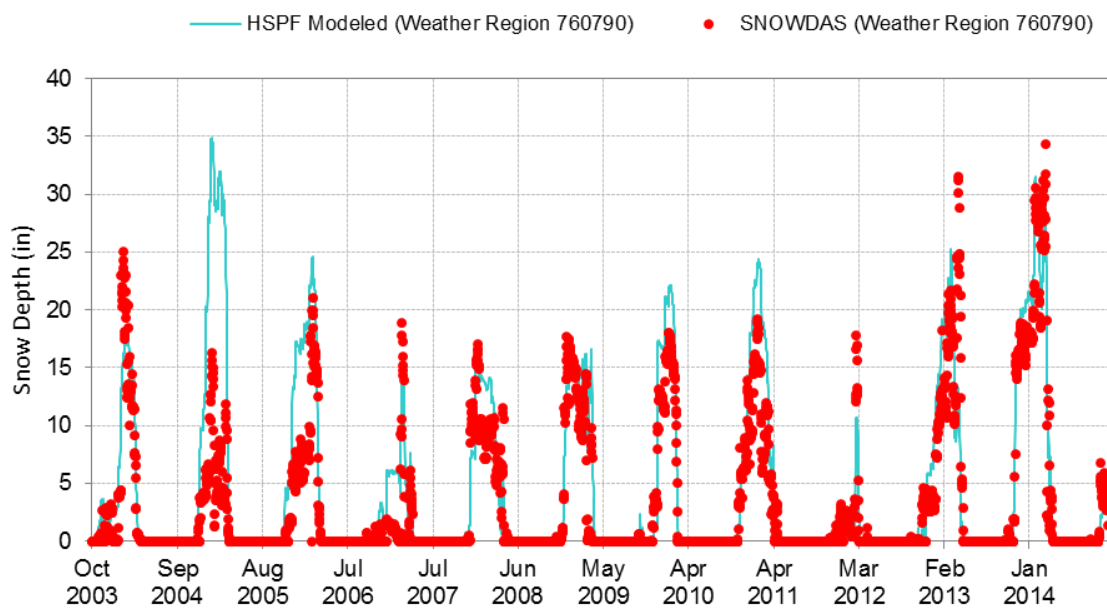 HSPF Modeled (Weather Region 760790) SNOWDAS (Weather Region 760790)
40
35
30
25
20
15
10
5
0
Snow Depth (in)
Oct Sep Aug Jul Jul Jun May Apr Apr Mar Feb Jan
2003 2004 2005 2006 2007 2008 2009 2010 2011 2012 2013 2014